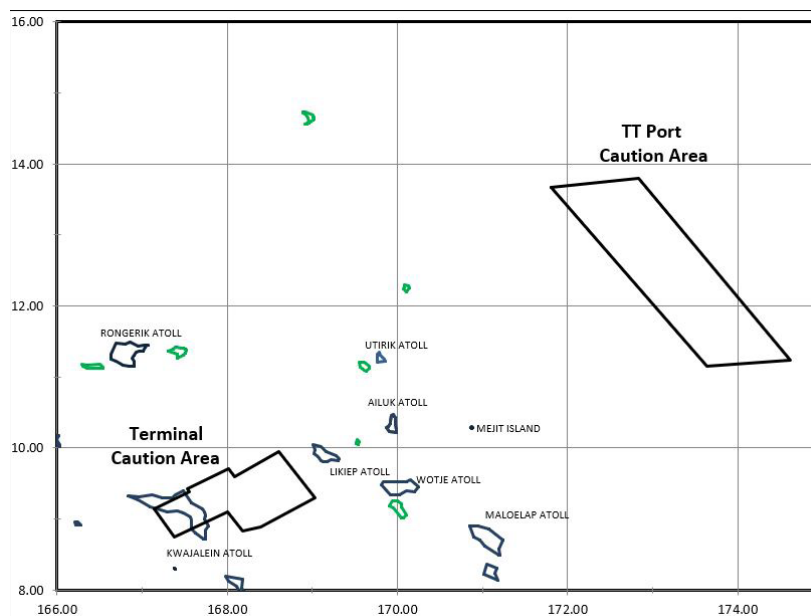 16.00
TT Port
Caution Area
14.00
12.00
RONGERIK ATOLL
UTIRIK ATOLL
AILUK ATOLL
MEJIT ISLAND
10.00
Terminal
Caution Area
LIKIEP ATOLL
WOTJE ATOLL
MALOELAP ATOLL
KWAJALEIN ATOLL
8.00
166.00 168.00 170.00 172.00 174.00